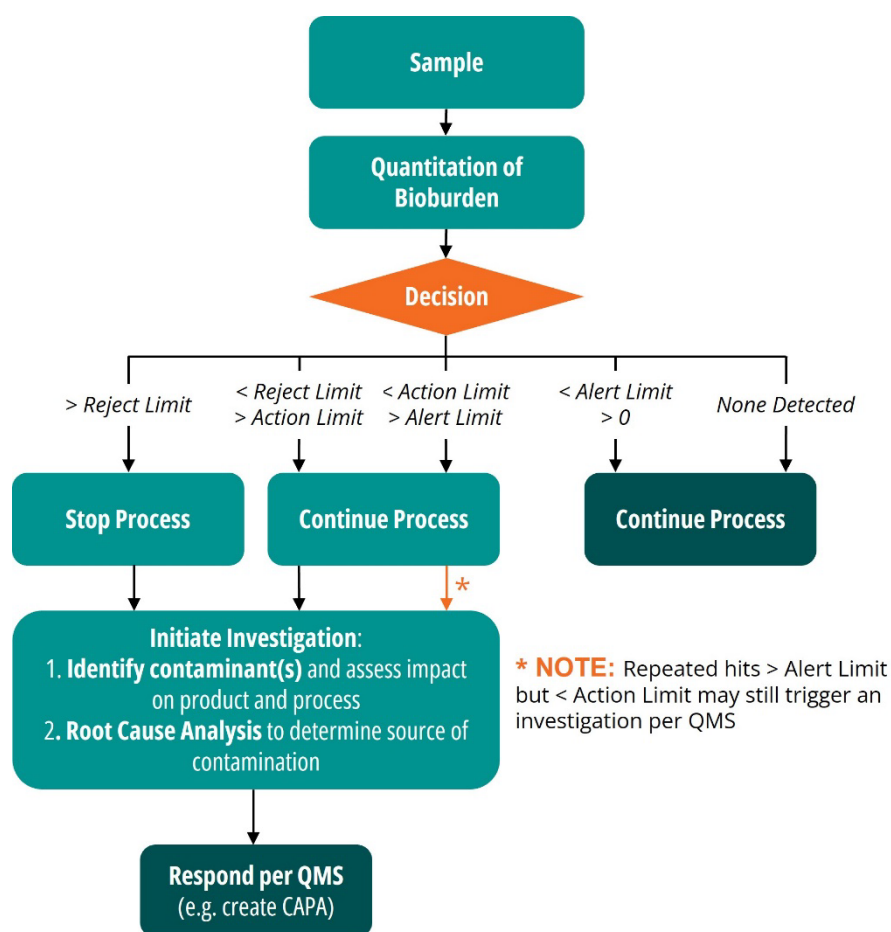 Sample
Quantitation of
Bioburden
Decision
> Reject Limit
< Reject Limit
> Action Limit
< Action Limit
> Alert Limit
< Alert Limit
> 0
None Detected
Stop Process
Continue Process
Continue Process
*
Initiate Investigation:
1. Identify contaminant(s) and assess impact
on product and process
2. Root Cause Analysis to determine source of
contamination
* NOTE: Repeated hits > Alert Limit
but < Action Limit may still trigger an
investigation per QMS
Respond per QMS
(e.g. create CAPA)